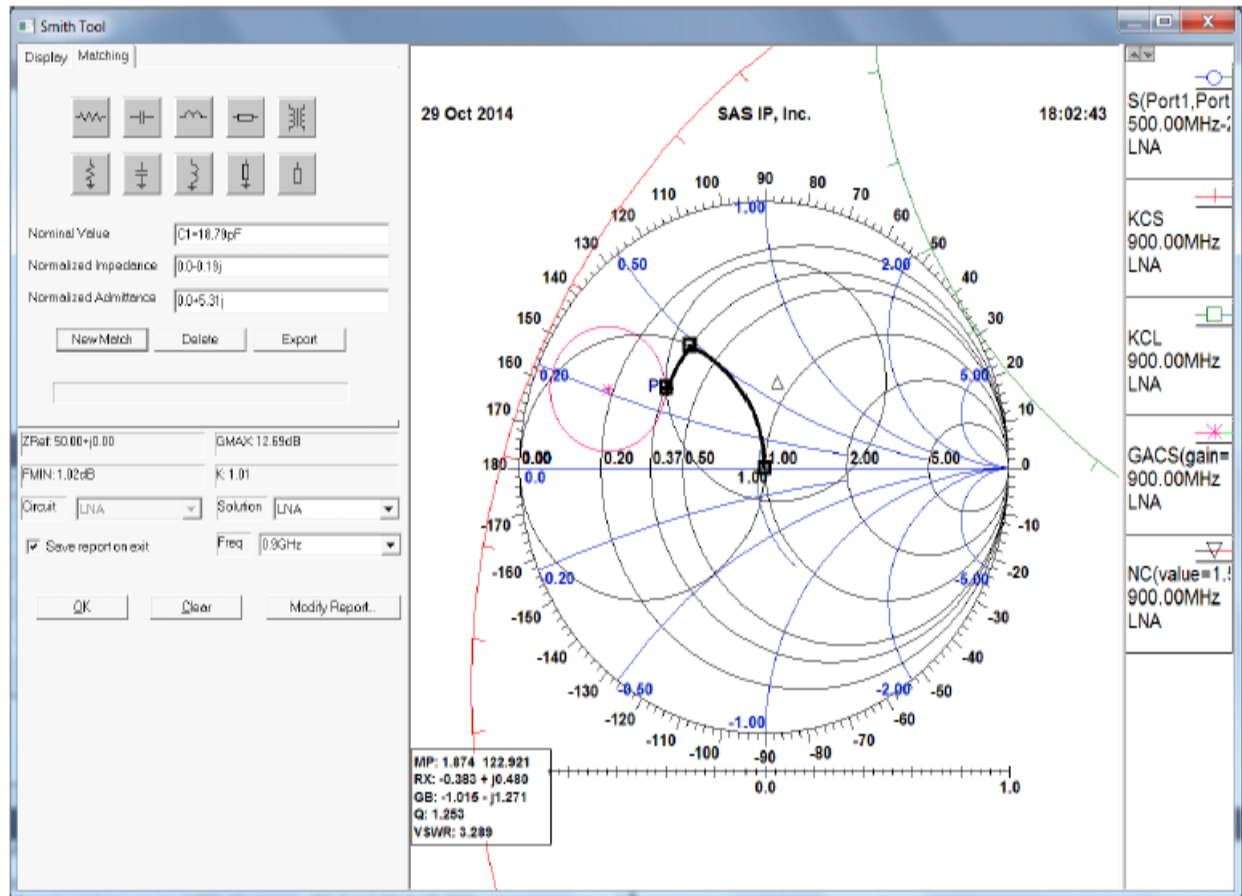 Smith Tool
Display Matching
Nominal Value C1=18.79pF
Normalized Impedance 0.0-0.19j
Normalized Admittance 0.0+5.31j
New Match Delete Export
ZRef: 50.00+j0.00 GMAX: 12.69dB
FMIN: 1.02dB K: 1.01
Circuit LNA Solution LNA
Save report on exit Freq 0.9GHz
OK Clear Modify Report..
29 Oct 2014 SAS IP, Inc. 18:02:43
90
100 80
110 70
120 60
130 50
140 40
150 30
160 20
170 10
180 0
-170 -10
-160 -20
-150 -30
-140 -40
-130 -50
-120 -60
-110 -70
-100 -80
-90
1.00
0.50 2.00
0.20 5.00
P
0.00 0.20 0.37 0.50 1.00 2.00 5.00
0.0 1.00
-0.20 -5.00
-0.50 -2.00
-1.00
0.0 1.0
MP: 1.874 122.921
RX: -0.383 + j0.480
GB: -1.015 - j1.271
Q: 1.253
VSWR: 3.289
S(Port1,Port
500.00MHz-
LNA
KCS
900.00MHz
LNA
KCL
900.00MHz
LNA
GACS(gain=
900.00MHz
LNA
NC(value=1.
900.00MHz
LNA